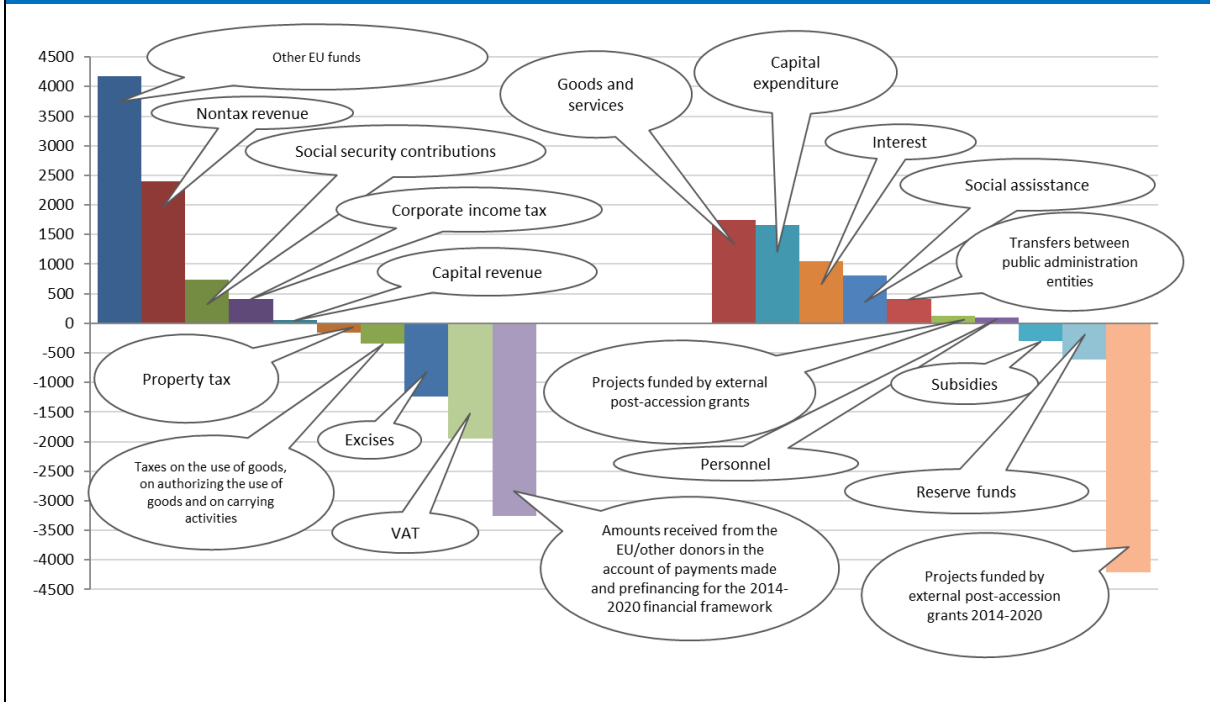 4500
4000
3500
3000
2500
2000
1500
1000
500
0
-500
-1000
-1500
-2000
-2500
-3000
-3500
-4000
-4500
Other EU funds
Nontax revenue
Social security contributions
Corporate income tax
Capital revenue
Property tax
Taxes on the use of goods,
on authorizing the use of
goods and on carrying
activities
Excises
VAT
Amounts received from the
EU/other donors in the
account of payments made
and prefinancing for the 2014-
2020 financial framework
Goods and
services
Capital
expenditure
Interest
Social assisstance
Transfers between
public administration
entities
Projects funded by external
post-accession grants
Personnel
Subsidies
Reserve funds
Projects funded by
external post-accession
grants 2014-2020